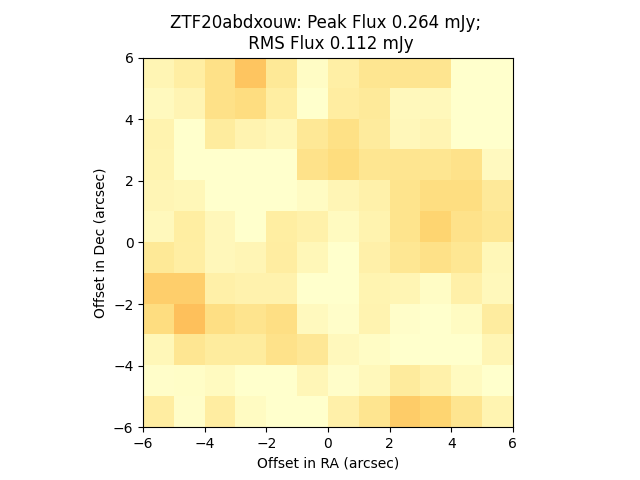 ZTF20abdxouw: Peak Flux 0.264 mJy;
RMS Flux 0.112 mJy
6
4
2
0
−2
−4
−6
Offset in Dec (arcsec)
−6 −4 −2 0 2 4 6
Offset in RA (arcsec)